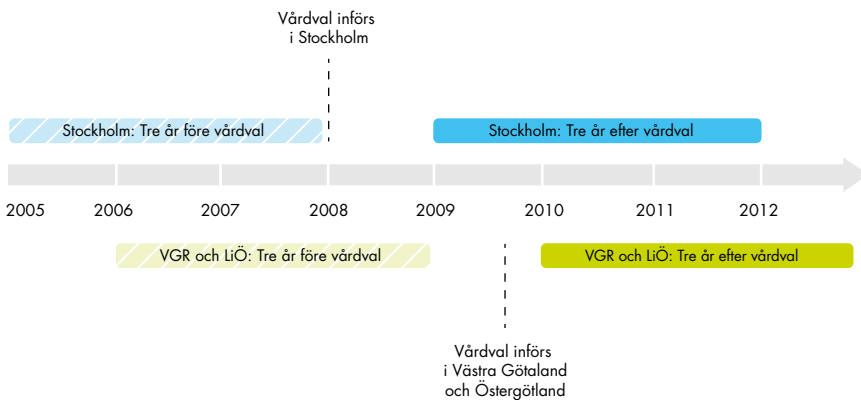 Vårdval införs
i Stockholm
Stockholm: Tre år före vårdval
Stockholm: Tre år efter vårdval
2005 2006 2007 2008 2009 2010 2011 2012
VGR och LiÖ: Tre år före vårdval
VGR och LiÖ: Tre år efter vårdval
Vårdval införs
i Västra Götaland
och Östergötland